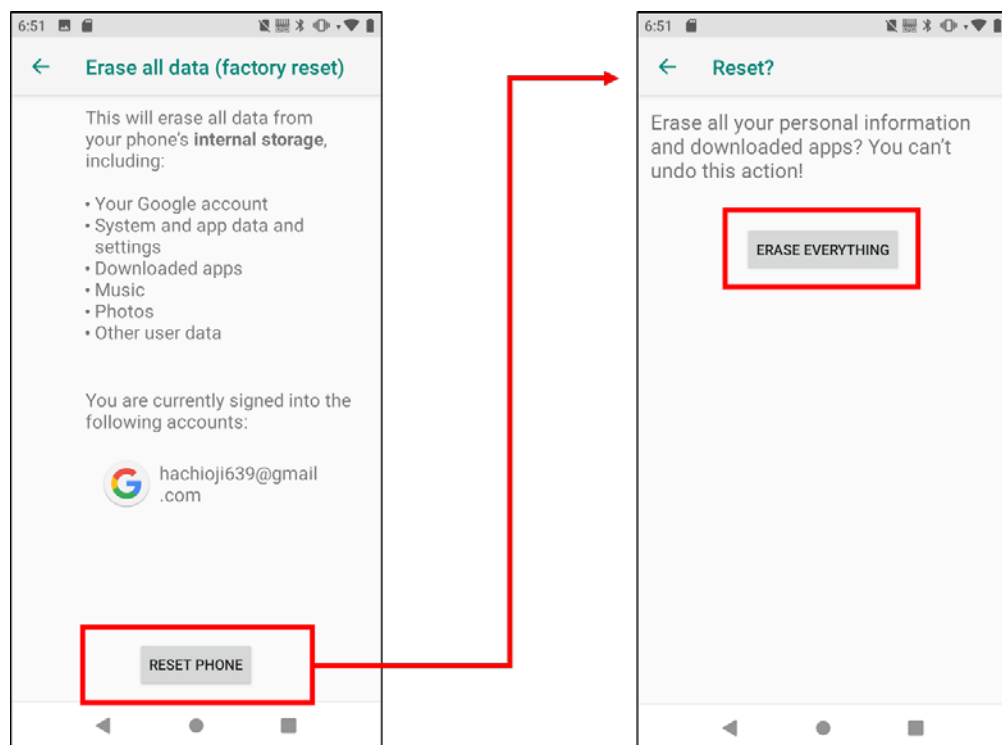 6:51
Erase all data (factory reset)
This will erase all data from
your phone's internal storage,
including:
• Your Google account
• System and app data and
settings
• Downloaded apps
• Music
• Photos
• Other user data
You are currently signed into the
following accounts:
hachioji639@gmail
.com
RESET PHONE
6:51
Reset?
Erase all your personal information
and downloaded apps? You can't
undo this action!
ERASE EVERYTHING